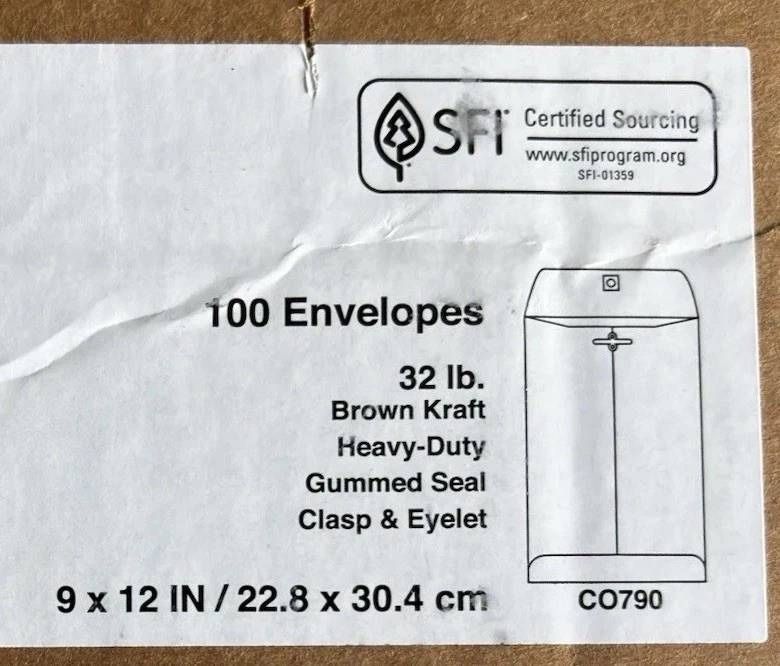 SFI® Certified Sourcing
www.sfiprogram.org
SFI-01359
100 Envelopes
32 lb.
Brown Kraft
Heavy-Duty
Gummed Seal
Clasp & Eyelet
9 x 12 IN / 22.8 x 30.4 cm
CO790